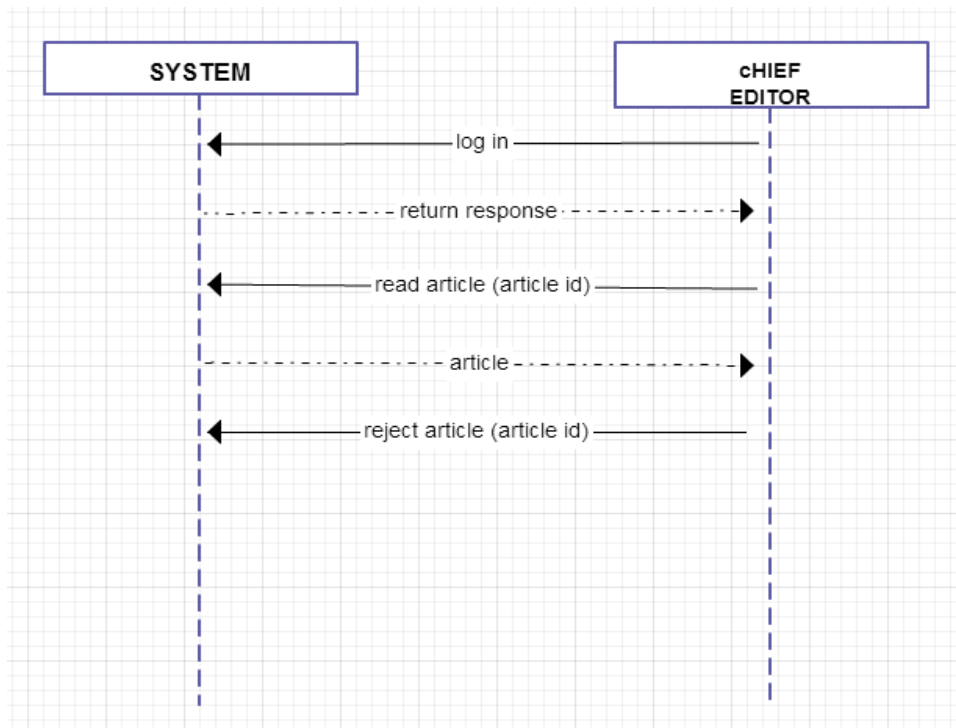 SYSTEM
cHIEF
EDITOR
log in
return response
read article (article id)
article
reject article (article id)